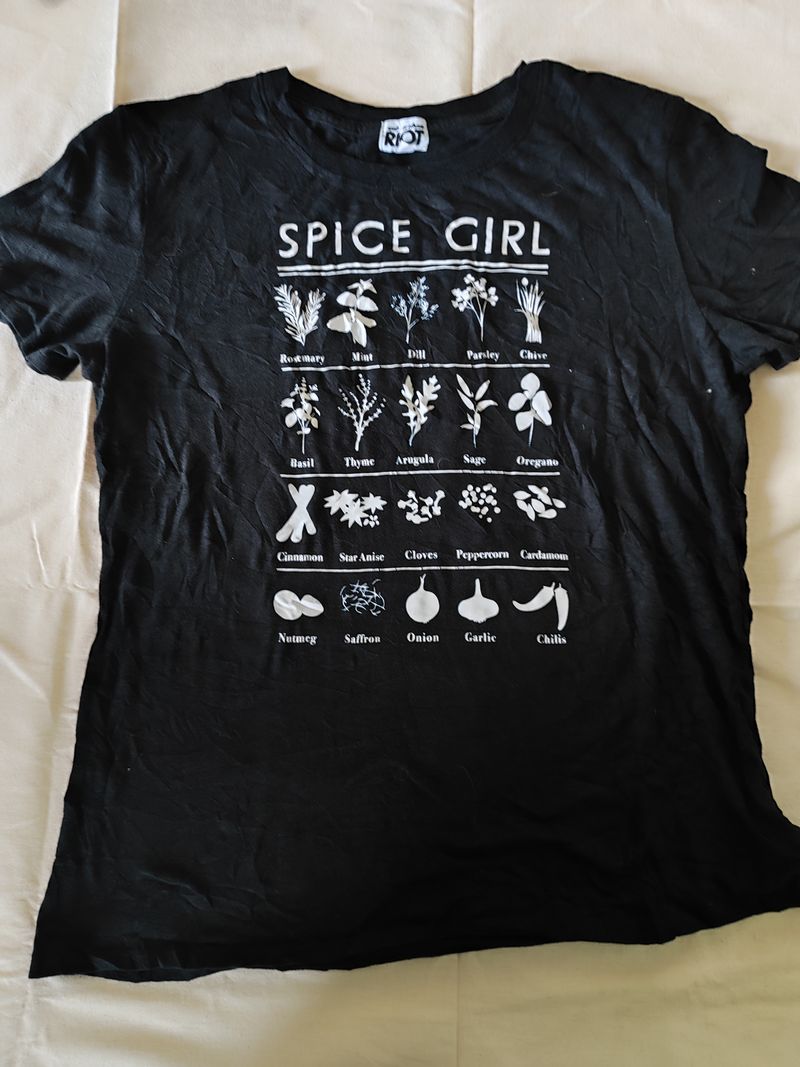 RIOT
SPICE GIRL
Rosemary Mint Dill Parsley Chive
Basil Thyme Arugula Sage Oregano
Cinnamon Star Anise Cloves Peppercorn Cardamom
Nutmeg Saffron Onion Garlic Chilis